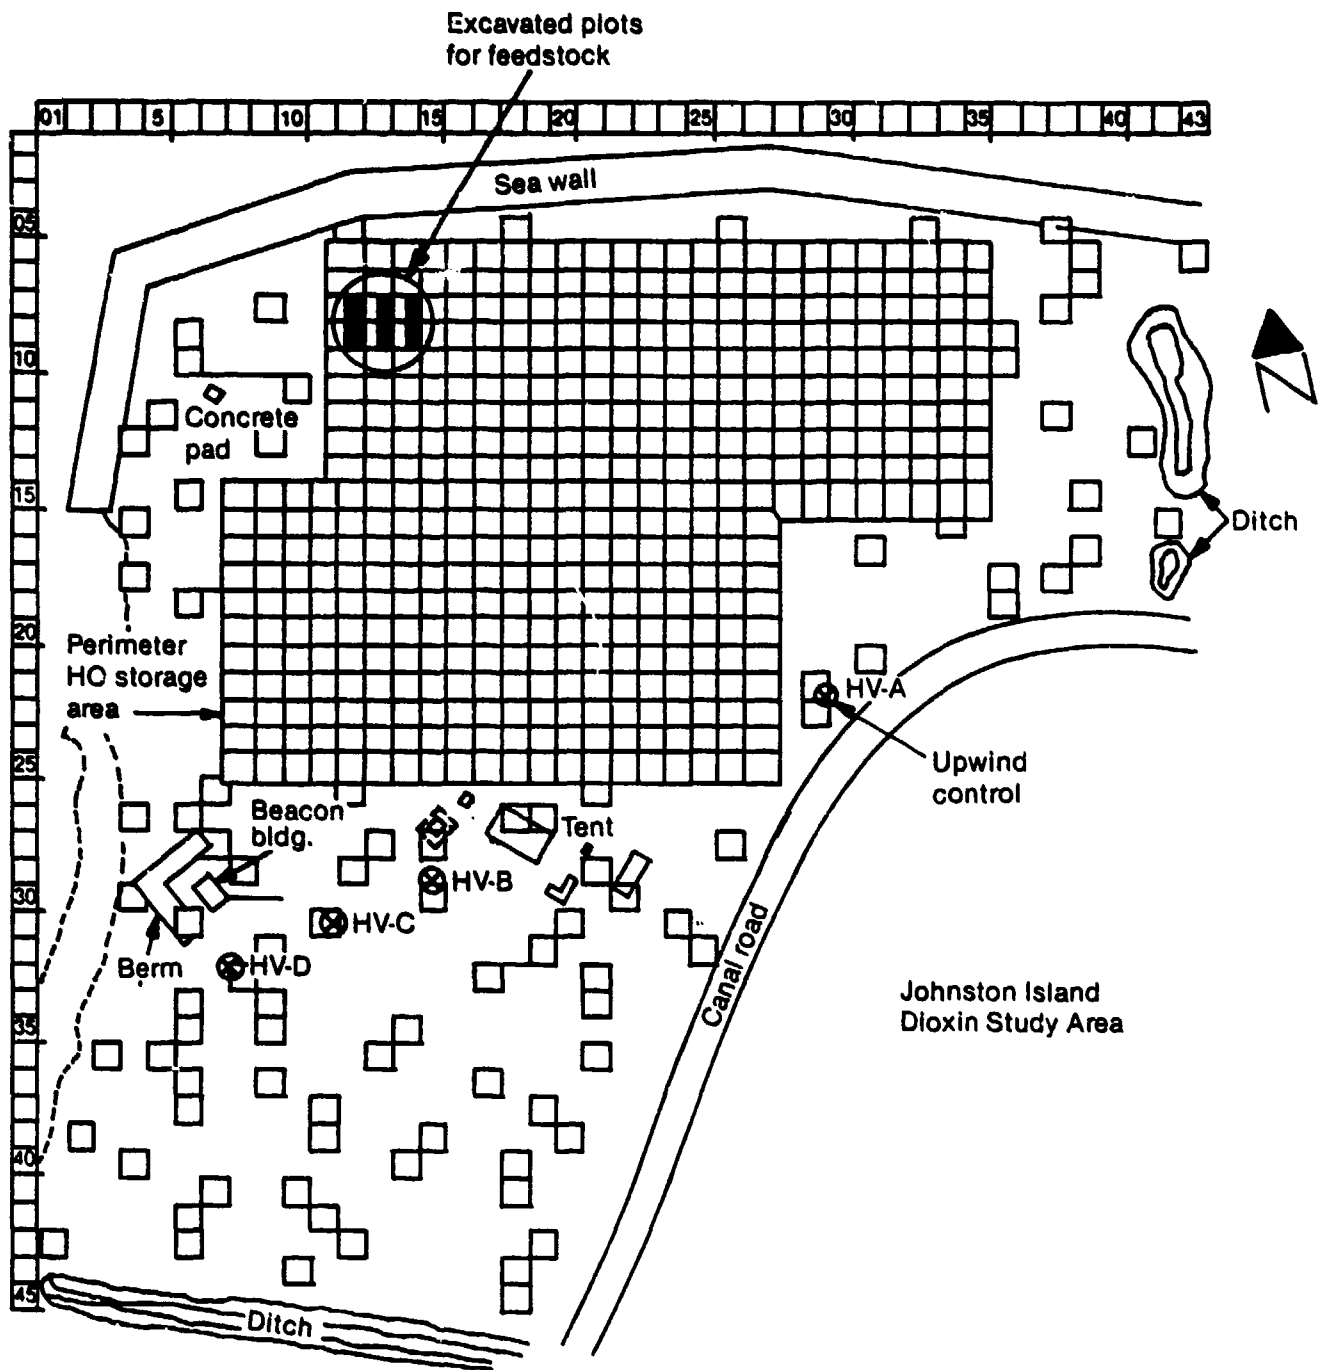 Excavated plots
for feedstock
01 5 10 15 20 25 30 35 40 43
Sea wall
05
10
Concrete
pad
15
Ditch
20
Perimeter
HO storage
area
HV-A
Upwind
control
25
Beacon
bldg.
Tent
HV-B
30
HV-C
Berm
HV-D
Canal road
Johnston Island
Dioxin Study Area
35
40
45
Ditch